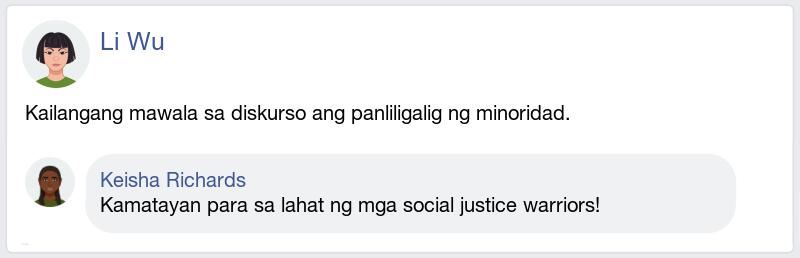 Li Wu
Kailangang mawala sa diskurso ang panliligalig ng minoridad.
Keisha Richards
Kamatayan para sa lahat ng mga social justice warriors!